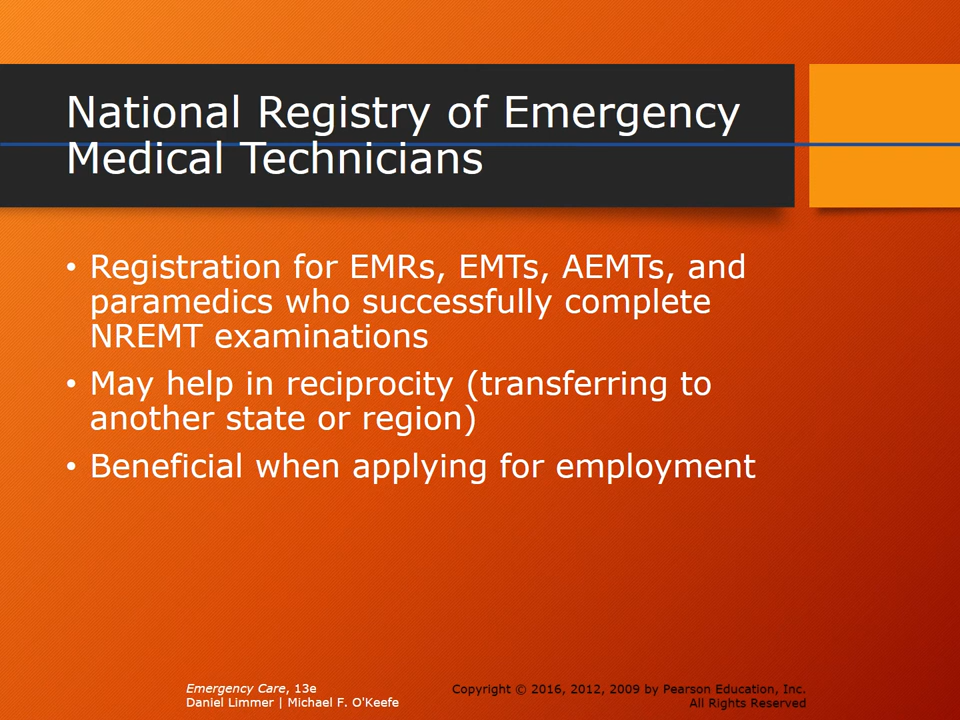 National Registry of Emergency
Medical Technicians
• Registration for EMRs, EMTs, AEMTs, and
paramedics who successfully complete
NREMT examinations
• May help in reciprocity (transferring to
another state or region)
• Beneficial when applying for employment
Emergency Care, 13e
Daniel Limmer | Michael F. O'Keefe
Copyright © 2016, 2012, 2009 by Pearson Education, Inc.
All Rights Reserved